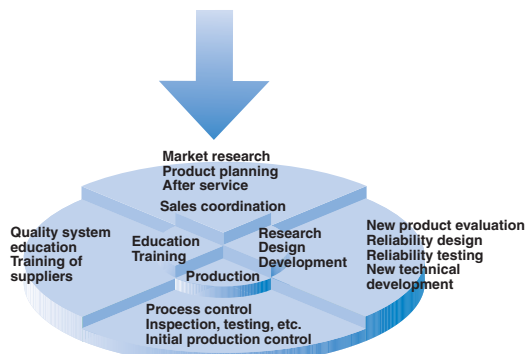 Market research
Product planning
After service
Sales coordination
Quality system
education
Training of
suppliers
Education
Training
Research
Design
Development
New product evaluation
Reliability design
Reliability testing
New technical
development
Production
Process control
Inspection, testing, etc.
Initial production control